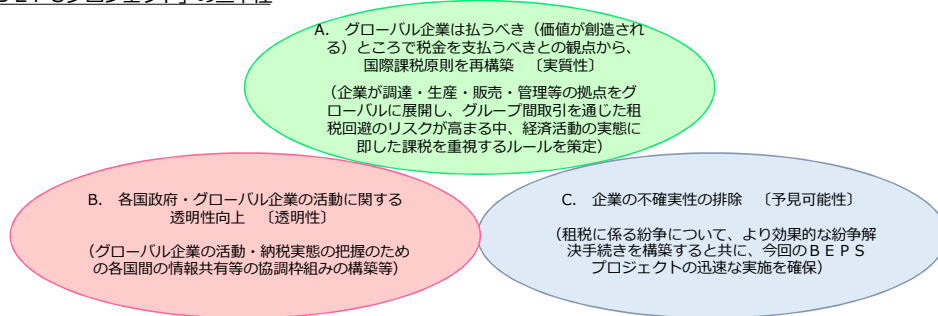 A． グローバル企業は払うべき（価値が創造され
る）ところで税金を支払うべきとの観点から、
国際課税原則を再構築 〔実質性〕
（企業が調達・生産・販売・管理等の拠点をグ
ローバルに展開し、グループ間取引を通じた租
税回避のリスクが高まる中、経済活動の実態に
即した課税を重視するルールを策定）
B． 各国政府・グローバル企業の活動に関する
透明性向上 〔透明性〕
（グローバル企業の活動・納税実態の把握のため
の各国間の情報共有等の協調枠組みの構築等）
C． 企業の不確実性の排除 〔予見可能性〕
（租税に係る紛争について、より効果的な紛争解
決手続きを構築すると共に、今回のＢＥＰＳ
プロジェクトの迅速な実施を確保）